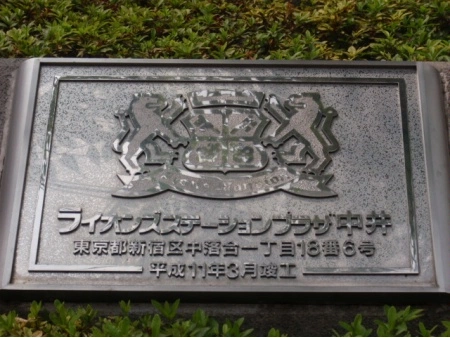 ライオンズステーションプラザ中井
東京都新宿区中落合一丁目18番6号
平成11年3月竣工